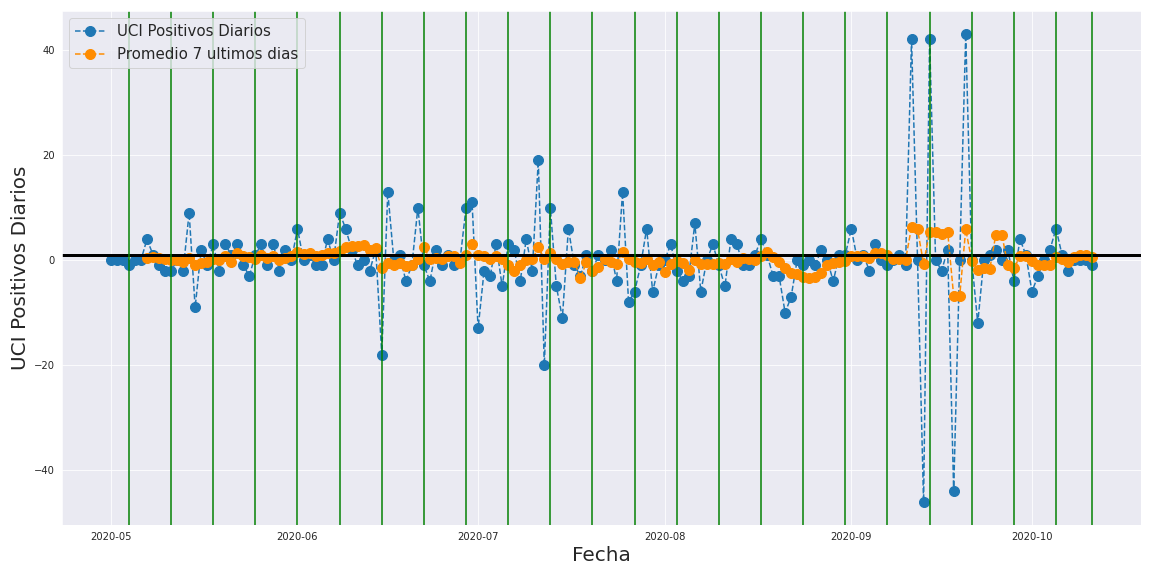 UCI Positivos Diarios
Promedio 7 ultimos dias
UCI Positivos Diarios
40
20
0
−20
−40
2020-05
2020-06
2020-07
2020-08
2020-09
2020-10
Fecha